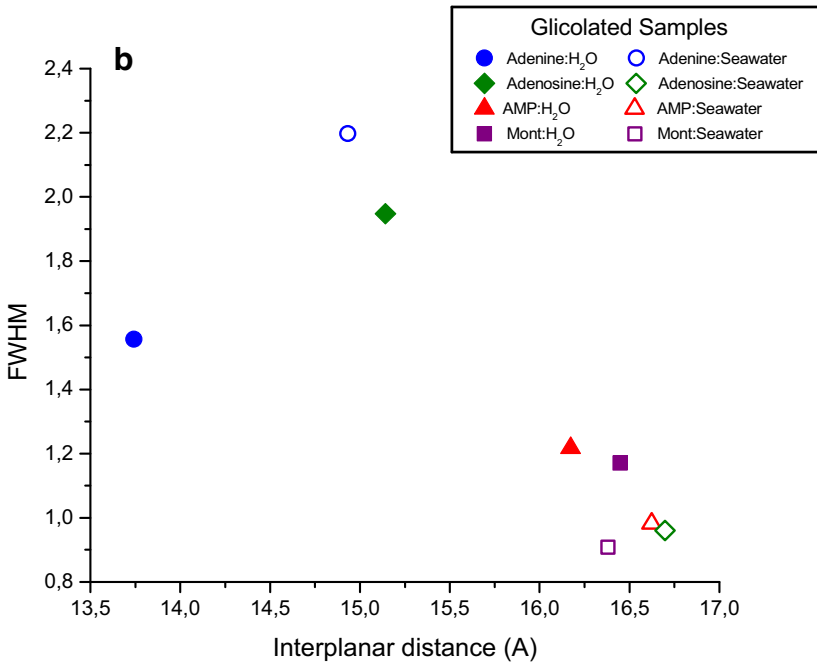 b
Glicolated Samples
Adenine:H₂O Adenine:Seawater
Adenosine:H₂O Adenosine:Seawater
AMP:H₂O AMP:Seawater
Mont:H₂O Mont:Seawater
2,4
2,2
2,0
1,8
1,6
1,4
1,2
1,0
0,8
FWHM
13,5 14,0 14,5 15,0 15,5 16,0 16,5 17,0
Interplanar distance (A)